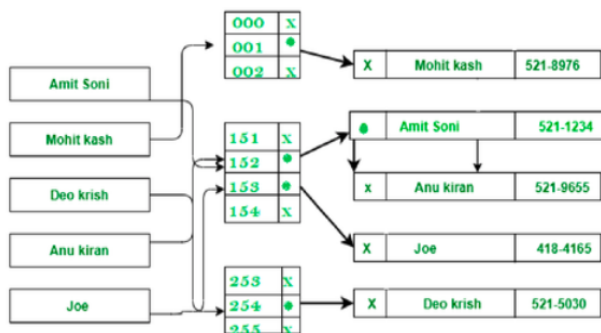 Amit Soni
Mohit kash
Deo krish
Anu kiran
Joe
000 x
001
002 x
151 x
152
153
154 x
253 x
254
255 x
X Mohit kash 521-8976
Amit Soni 521-1234
x Anu kiran 521-9655
X Joe 418-4165
X Deo krish 521-5030